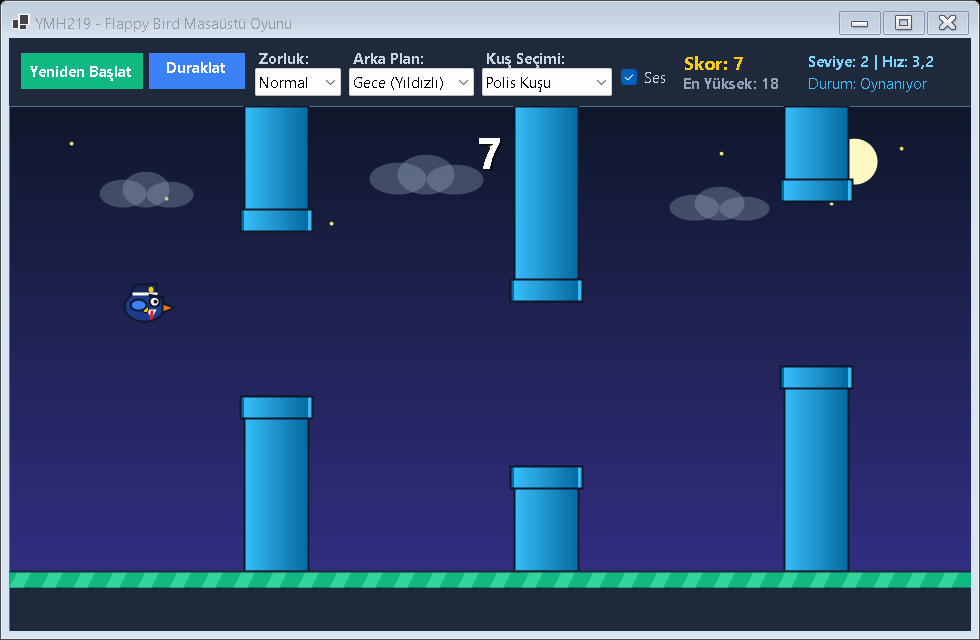 YMH219 - Flappy Bird Masaüstü Oyunu
Yeniden Başlat
Duraklat
Zorluk:
Normal
Arka Plan:
Gece (Yıldızlı)
Kuş Seçimi:
Polis Kuşu
Ses
Skor: 7
En Yüksek: 18
Seviye: 2 | Hız: 3,2
Durum: Oynanıyor
7